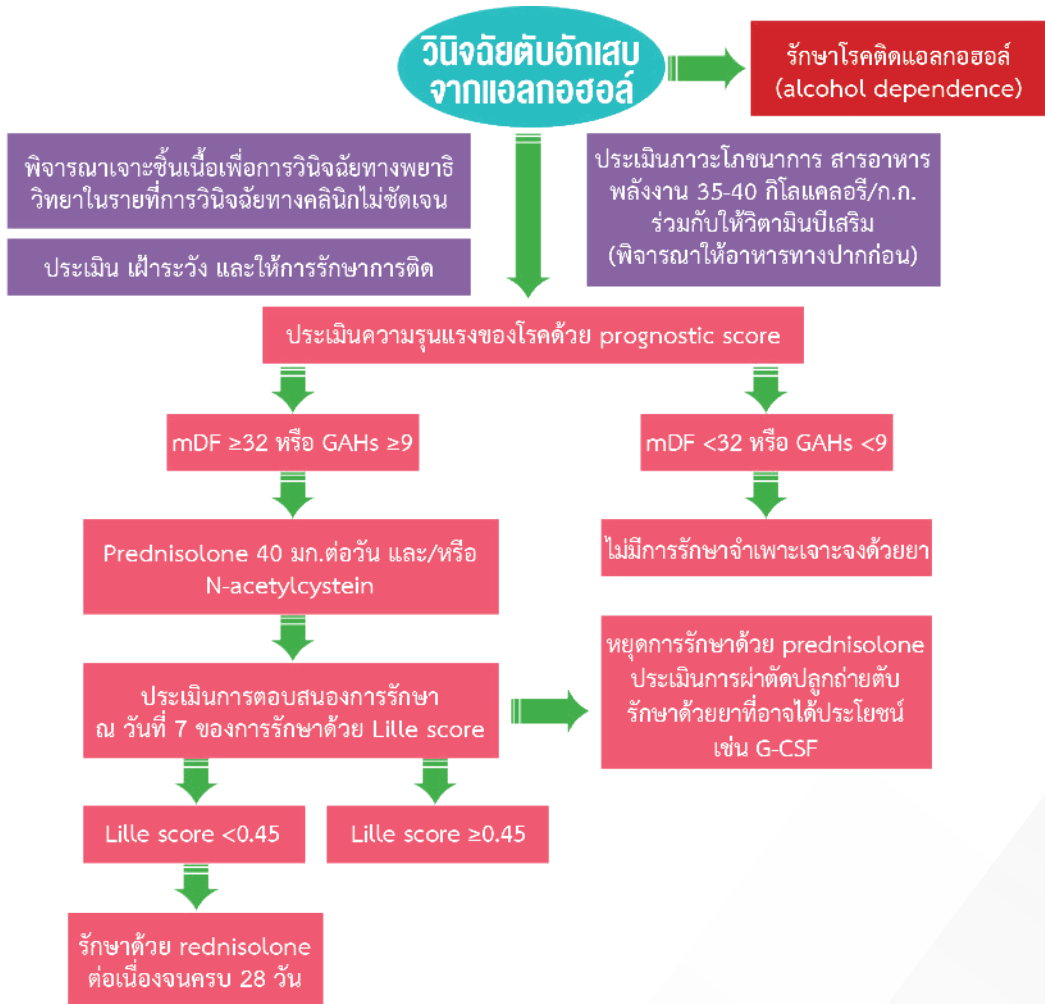 วินิจฉัยตับอักเสบ
จากแอลกอฮอล์
รักษาโรคติดแอลกอฮอล์
(alcohol dependence)
พิจารณาเจาะชิ้นเนื้อเพื่อการวินิจฉัยทางพยาธิ
วิทยาในรายที่การวินิจฉัยทางคลินิกไม่ชัดเจน
ประเมิน เฝ้าระวัง และให้การรักษาการติด
ประเมินภาวะโภชนาการ สารอาหาร
พลังงาน 35-40 กิโลแคลอรี/ก.ก.
ร่วมกับให้วิตามินบีเสริม
(พิจารณาให้อาหารทางปากก่อน)
ประเมินความรุนแรงของโรคด้วย prognostic score
mDF ≥32 หรือ GAHs ≥9
mDF <32 หรือ GAHs <9
Prednisolone 40 มก.ต่อวัน และ/หรือ
N-acetylcystein
ไม่มีการรักษาจำเพาะเจาะจงด้วยยา
ประเมินการตอบสนองการรักษา
ณ วันที่ 7 ของการรักษาด้วย Lille score
หยุดการรักษาด้วย prednisolone
ประเมินการผ่าตัดปลูกถ่ายตับ
รักษาด้วยยาที่อาจได้ประโยชน์
เช่น G-CSF
Lille score <0.45
Lille score ≥0.45
รักษาด้วย rednisolone
ต่อเนื่องจนครบ 28 วัน